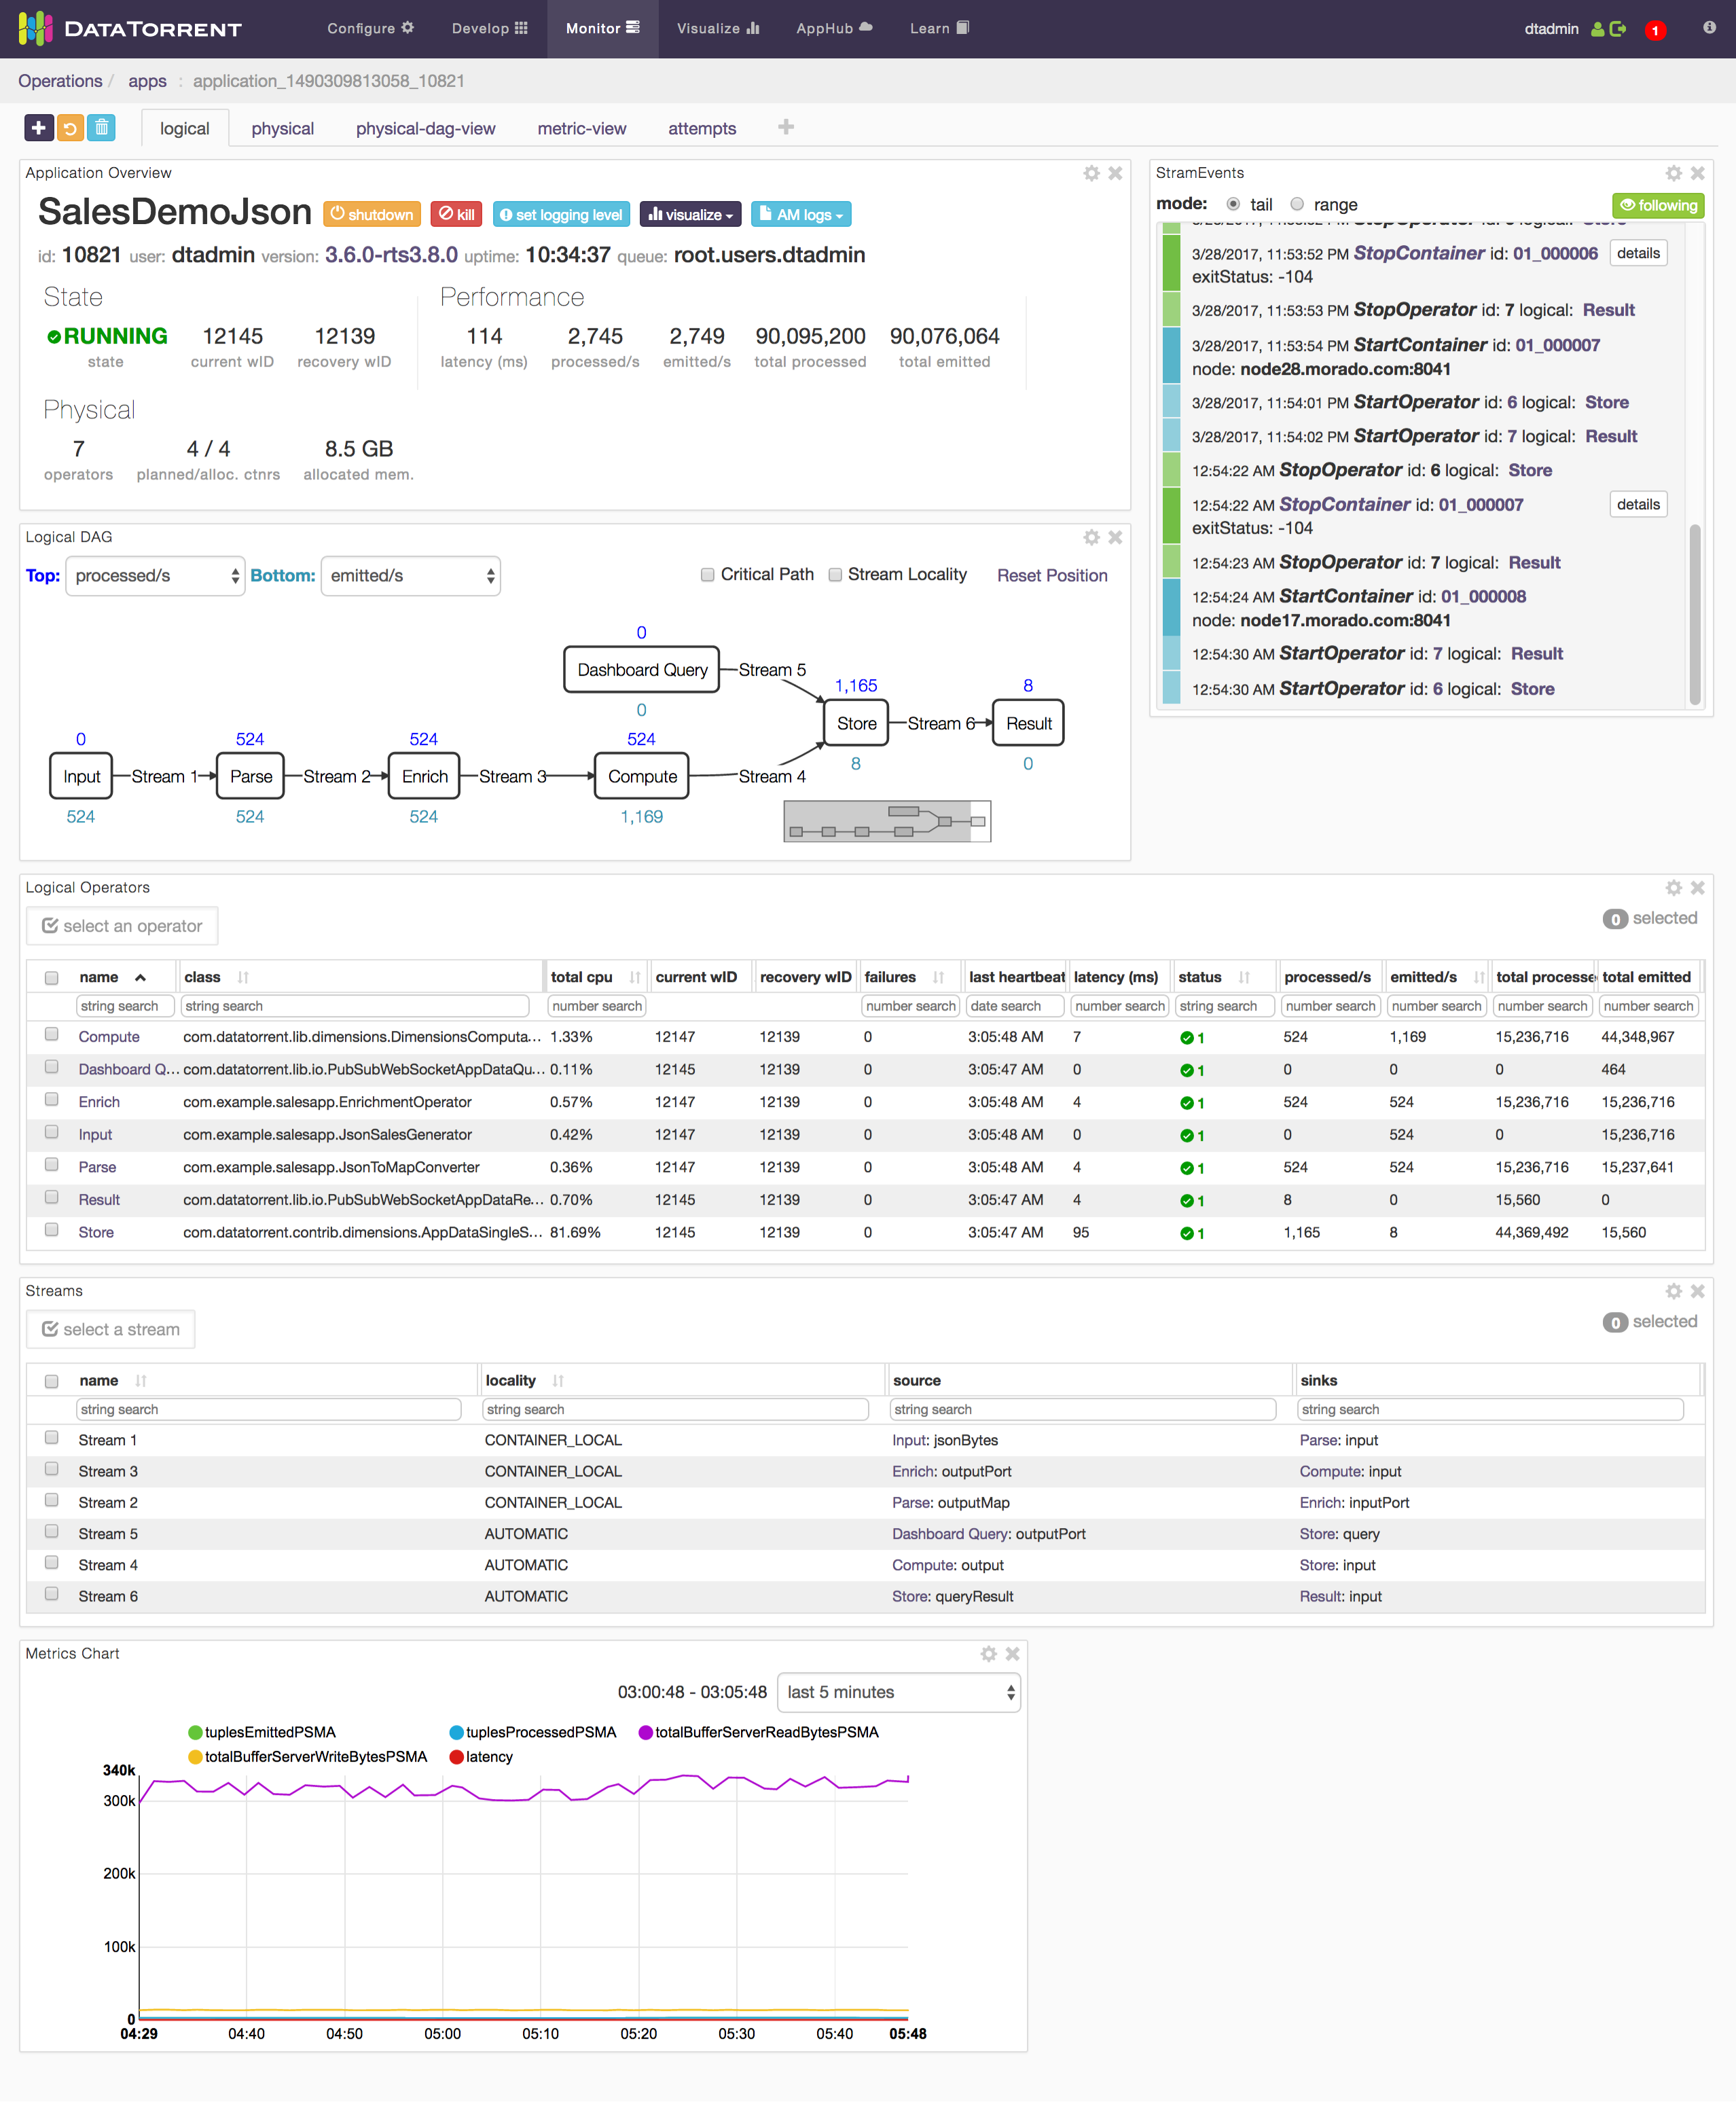 DATATORRENT
Configure
Develop
Monitor
Visualize
AppHub
Learn
dtadmin
1
Operations / apps : application_1490309813058_10821
logical
physical
physical-dag-view
metric-view
attempts
Application Overview
SalesDemoJson
shutdown
kill
set logging level
visualize
AM logs
id: 10821 user: dtadmin version: 3.6.0-rts3.8.0 uptime: 10:34:37 queue: root.users.dtadmin
State
RUNNING 12145 12139
state current wID recovery wID
Performance
114 2,745 2,749 90,095,200 90,076,064
latency (ms) processed/s emitted/s total processed total emitted
Physical
7 4 / 4 8.5 GB
operators planned/alloc. ctnrs allocated mem.
StramEvents
mode: tail range
following
3/28/2017, 11:53:52 PM StopContainer id: 01_000006 details
exitStatus: -104
3/28/2017, 11:53:53 PM StopOperator id: 7 logical: Result
3/28/2017, 11:53:54 PM StartContainer id: 01_000007
node: node28.morado.com:8041
3/28/2017, 11:54:01 PM StartOperator id: 6 logical: Store
3/28/2017, 11:54:02 PM StartOperator id: 7 logical: Result
12:54:22 AM StopOperator id: 6 logical: Store
12:54:22 AM StopContainer id: 01_000007 details
exitStatus: -104
12:54:23 AM StopOperator id: 7 logical: Result
12:54:24 AM StartContainer id: 01_000008
node: node17.morado.com:8041
12:54:30 AM StartOperator id: 7 logical: Result
12:54:30 AM StartOperator id: 6 logical: Store
Logical DAG
Top: processed/s Bottom: emitted/s Critical Path Stream Locality Reset Position
0
Dashboard Query
0
Stream 5
1,165
Store
8
Stream 6
8
Result
0
0
Input
524
Stream 1
524
Parse
524
Stream 2
524
Enrich
524
Stream 3
524
Compute
1,169
Stream 4
Logical Operators
select an operator
0 selected
name class total cpu current wID recovery wID failures last heartbeat latency (ms) status processed/s emitted/s total processe total emitted
string search string search number search number search date search number search string search number search number search number search number search
Compute com.datatorrent.lib.dimensions.DimensionsComputa... 1.33% 12147 12139 0 3:05:48 AM 7 1 524 1,169 15,236,716 44,348,967
Dashboard Q... com.datatorrent.lib.io.PubSubWebSocketAppDataQu... 0.11% 12145 12139 0 3:05:47 AM 0 1 0 0 0 464
Enrich com.example.salesapp.EnrichmentOperator 0.57% 12147 12139 0 3:05:48 AM 4 1 524 524 15,236,716 15,236,716
Input com.example.salesapp.JsonSalesGenerator 0.42% 12147 12139 0 3:05:48 AM 0 1 0 524 0 15,236,716
Parse com.example.salesapp.JsonToMapConverter 0.36% 12147 12139 0 3:05:48 AM 4 1 524 524 15,236,716 15,237,641
Result com.datatorrent.lib.io.PubSubWebSocketAppDataRe... 0.70% 12145 12139 0 3:05:47 AM 4 1 8 0 15,560 0
Store com.datatorrent.contrib.dimensions.AppDataSingleS... 81.69% 12145 12139 0 3:05:47 AM 95 1 1,165 8 44,369,492 15,560
Streams
select a stream
0 selected
name locality source sinks
string search string search string search string search
Stream 1 CONTAINER_LOCAL Input: jsonBytes Parse: input
Stream 3 CONTAINER_LOCAL Enrich: outputPort Compute: input
Stream 2 CONTAINER_LOCAL Parse: outputMap Enrich: inputPort
Stream 5 AUTOMATIC Dashboard Query: outputPort Store: query
Stream 4 AUTOMATIC Compute: output Store: input
Stream 6 AUTOMATIC Store: queryResult Result: input
Metrics Chart
03:00:48 - 03:05:48 last 5 minutes
tuplesEmittedPSMA tuplesProcessedPSMA totalBufferServerReadBytesPSMA
totalBufferServerWriteBytesPSMA latency
340k
300k
200k
100k
0
04:29 04:40 04:50 05:00 05:10 05:20 05:30 05:40 05:48